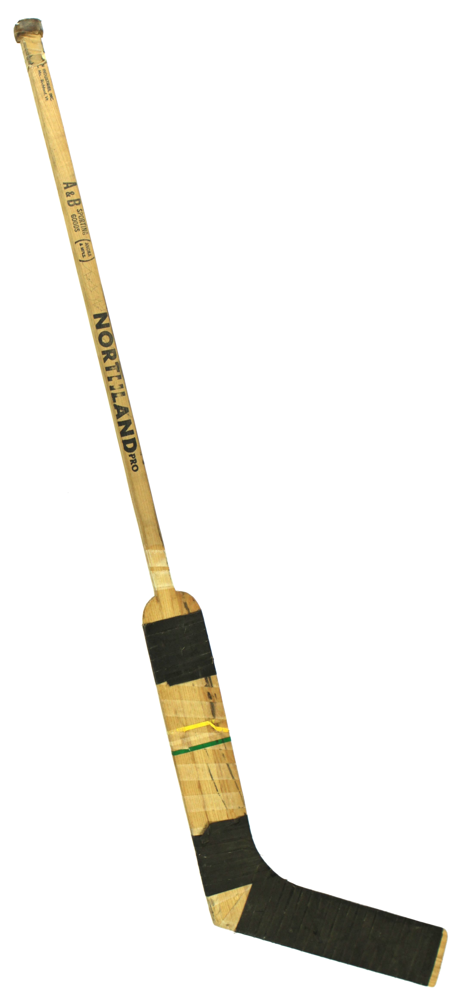 INDUSTRIES, INC.
Mn. - Richford, Vt.
A & B SPORTING GOODS
(ANOKA & MPLS)
NORTHLAND PRO